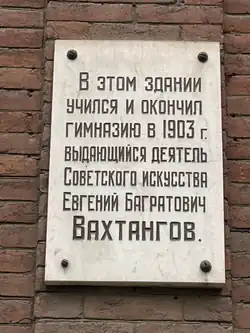 В этом здании
учился и окончил
гимназию в 1903 г.
выдающийся деятель
Советского искусства
Евгений Багратович
Вахтангов.